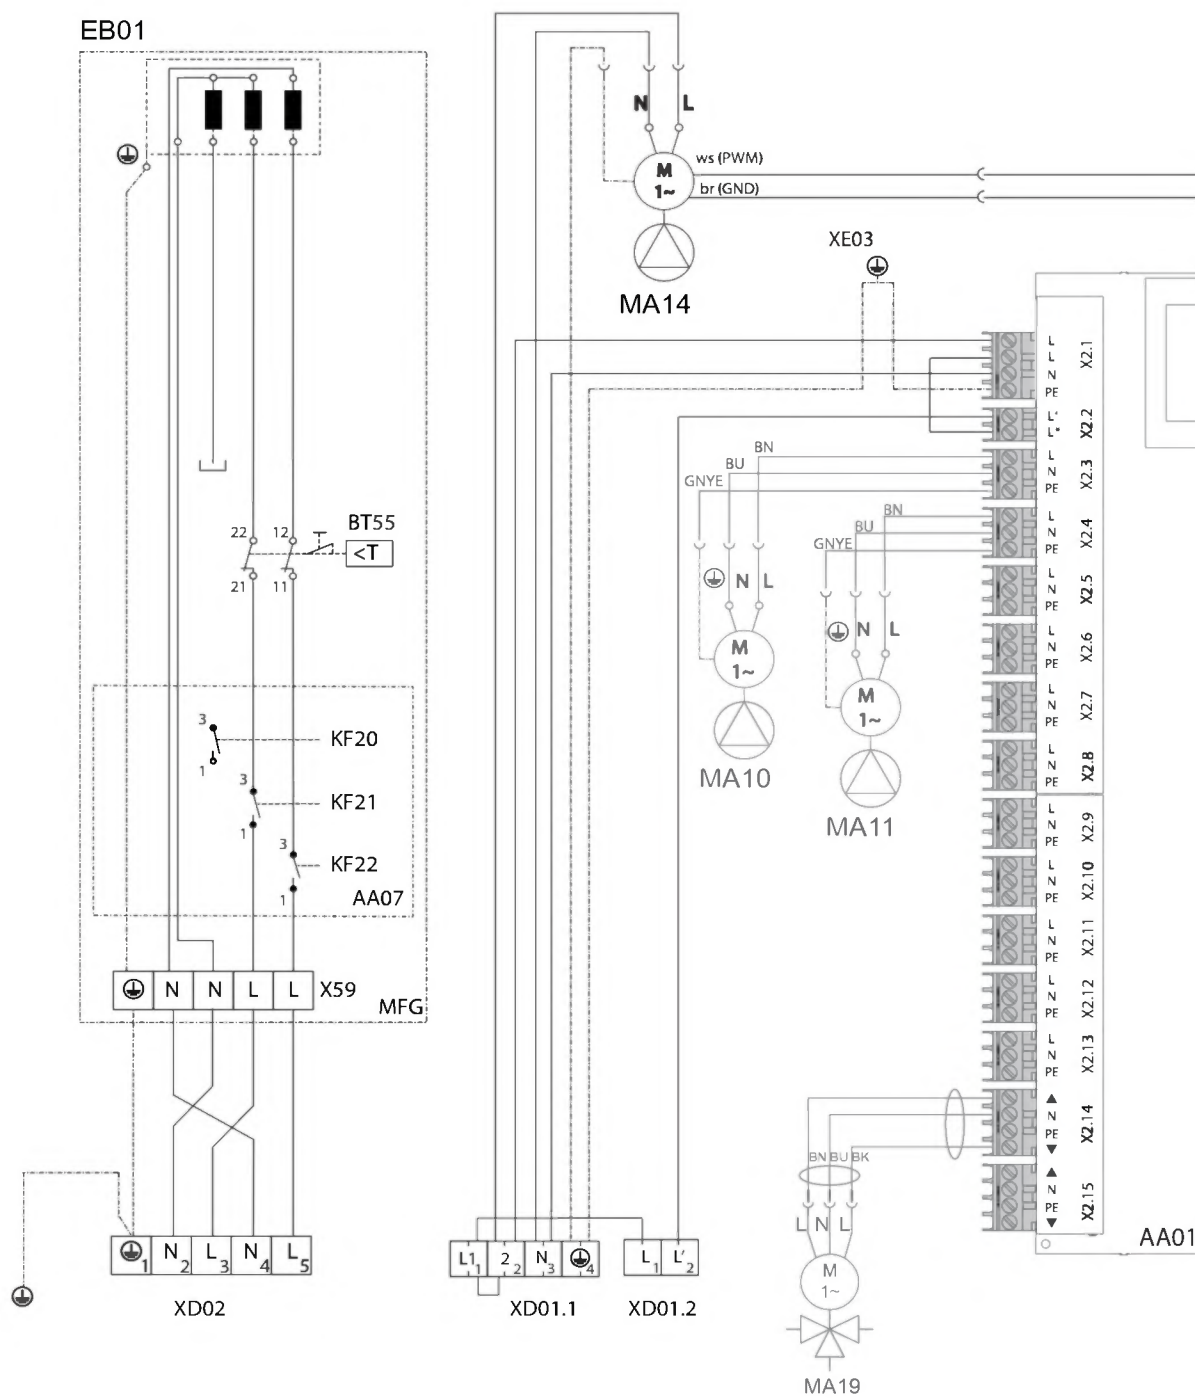 EB01
N
L
ws (PWM)
M
1~
br (GND)
XE03
MA14
L
L
N
PE
X2.1
L'
L*
X2.2
BN
BU
GNYE
L
N
PE
X2.3
BN
BU
GNYE
L
N
PE
X2.4
22
12
BT55
<T
21
11
N
L
L
N
PE
X2.5
N
L
M
1~
L
N
PE
X2.6
M
1~
L
N
PE
X2.7
3
1
KF20
MA10
L
N
PE
X2.8
3
1
KF21
MA11
L
N
PE
X2.9
3
1
KF22
AA07
L
N
PE
X2.10
L
N
PE
X2.11
N
N
L
L
X59
MFG
L
N
PE
X2.12
L
N
PE
X2.13
▲
N
PE
▼
X2.14
BN
BU
BK
▲
N
PE
▼
X2.15
L
N
L
1
N2
L3
N4
L5
XD02
L1 1
2 2
N3
4
XD01.1
L1
L'2
XD01.2
M
1~
MA19
AA01